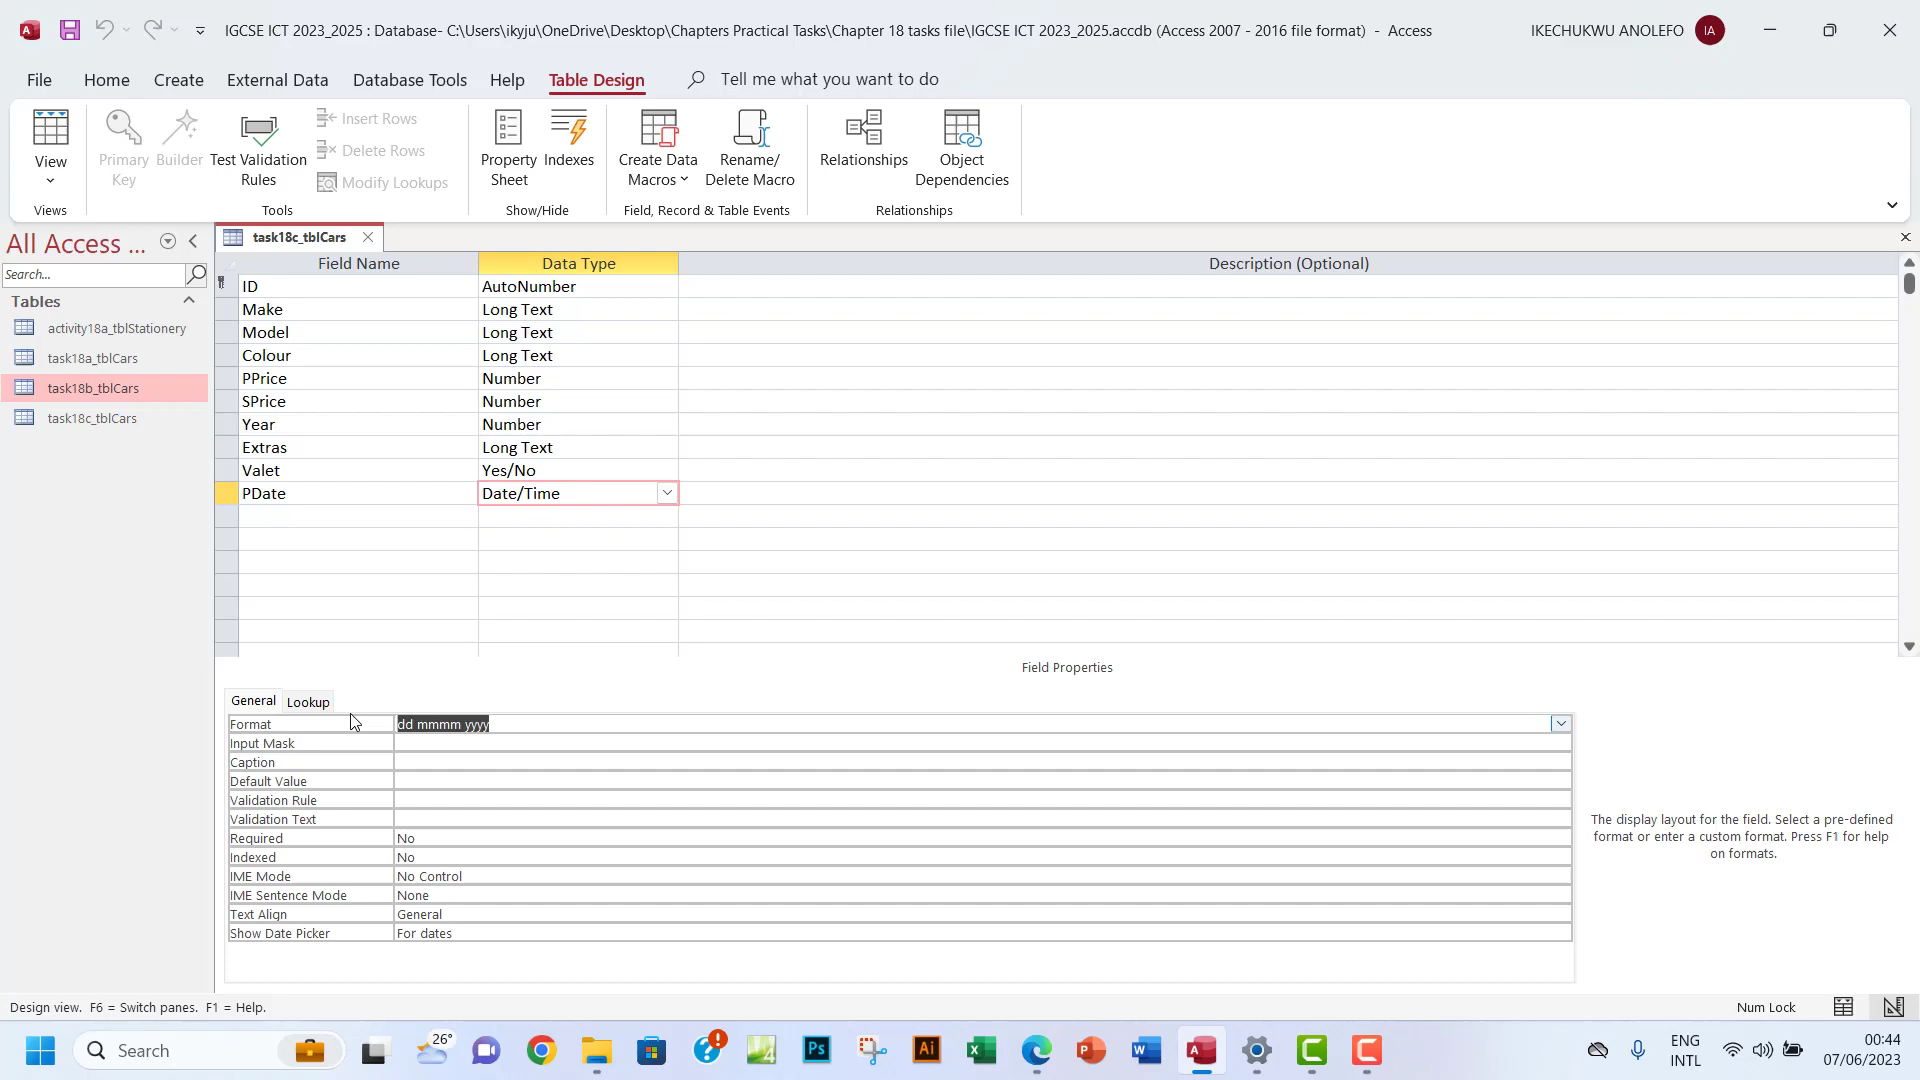 IGCSE ICT 2023_2025 : Database- C:\Users\ikyju\OneDrive\Desktop\Chapters Practical Tasks\Chapter 18 tasks file\IGCSE ICT 2023_2025.accdb (Access 2007 - 2016 file format) - Access
IKECHUKWU ANOLEFO
IA
File Home Create External Data Database Tools Help Table Design Tell me what you want to do
View
Primary Key
Builder
Test Validation Rules
Insert Rows
Delete Rows
Modify Lookups
Property Sheet
Indexes
Create Data Macros
Rename/ Delete Macro
Relationships
Object Dependencies
Views Tools Show/Hide Field, Record & Table Events Relationships
All Access ...
Search...
Tables
activity18a_tblStationery
task18a_tblCars
task18b_tblCars
task18c_tblCars
task18c_tblCars
Field Name Data Type Description (Optional)
ID AutoNumber
Make Long Text
Model Long Text
Colour Long Text
PPrice Number
SPrice Number
Year Number
Extras Long Text
Valet Yes/No
PDate Date/Time
Field Properties
General Lookup
Format dd mmmm yyyy
Input Mask
Caption
Default Value
Validation Rule
Validation Text
Required No
Indexed No
IME Mode No Control
IME Sentence Mode None
Text Align General
Show Date Picker For dates
The display layout for the field. Select a pre-defined
format or enter a custom format. Press F1 for help
on formats.
Design view. F6 = Switch panes. F1 = Help.
Num Lock
Search
26°
Ps
Ai
ENG
INTL
00:44
07/06/2023